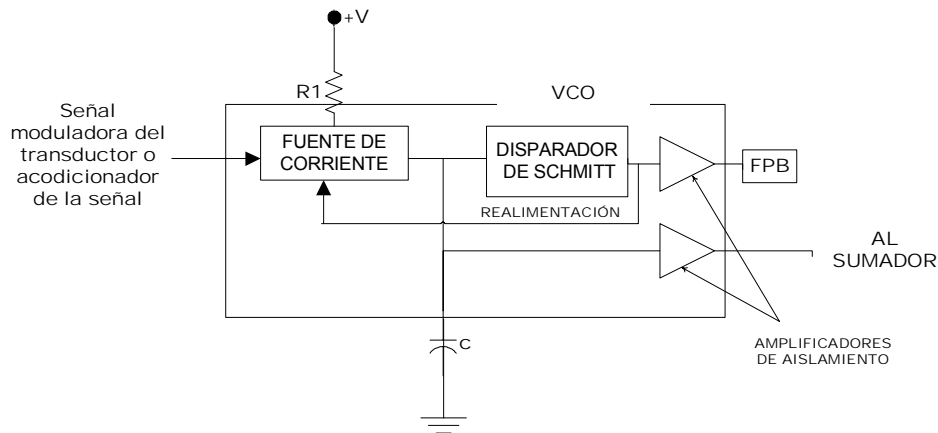 +V
R1
VCO
Señal
moduladora del
transductor o
acodicionador
de la señal
FUENTE DE
CORRIENTE
DISPARADOR
DE SCHMITT
FPB
REALIMENTACIÓN
AL
SUMADOR
C
AMPLIFICADORES
DE AISLAMIENTO